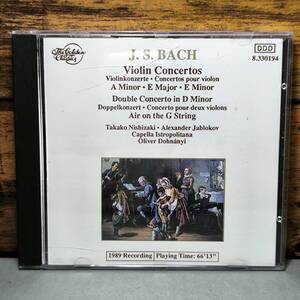 The Golden
Classics
DDD
8.330194
J. S. BACH
Violin Concertos
Violinkonzerte • Concertos pour violon
A Minor • E Major • E Minor
Double Concerto in D Minor
Doppelkonzert • Concerto pour deux violons
Air on the G String
Takako Nishizaki • Alexander Jablokov
Capella Istropolitana
Oliver Dohnányi
1989 Recording | Playing Time: 66'13"